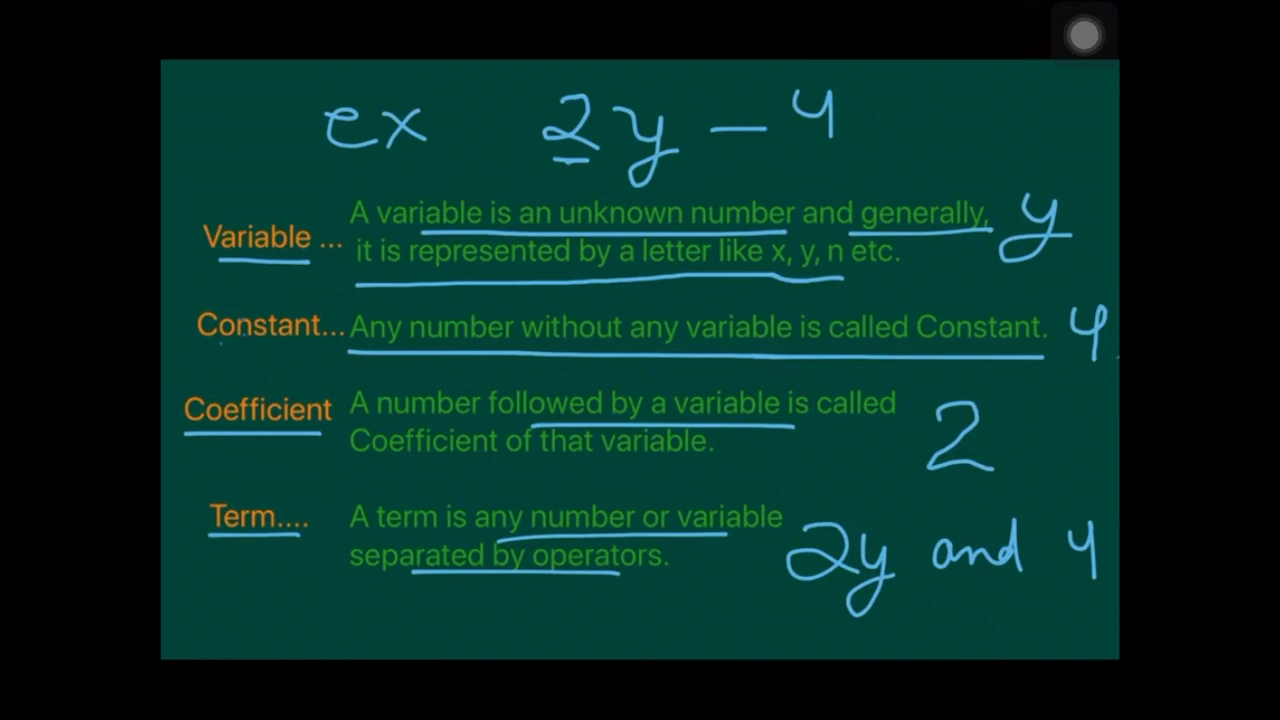 ex 2y - 4
A variable is an unknown number and generally, y
Variable ... it is represented by a letter like x, y, n etc.
Constant... Any number without any variable is called Constant. 4
Coefficient A number followed by a variable is called
Coefficient of that variable. 2
Term.... A term is any number or variable
separated by operators. 2y and 4